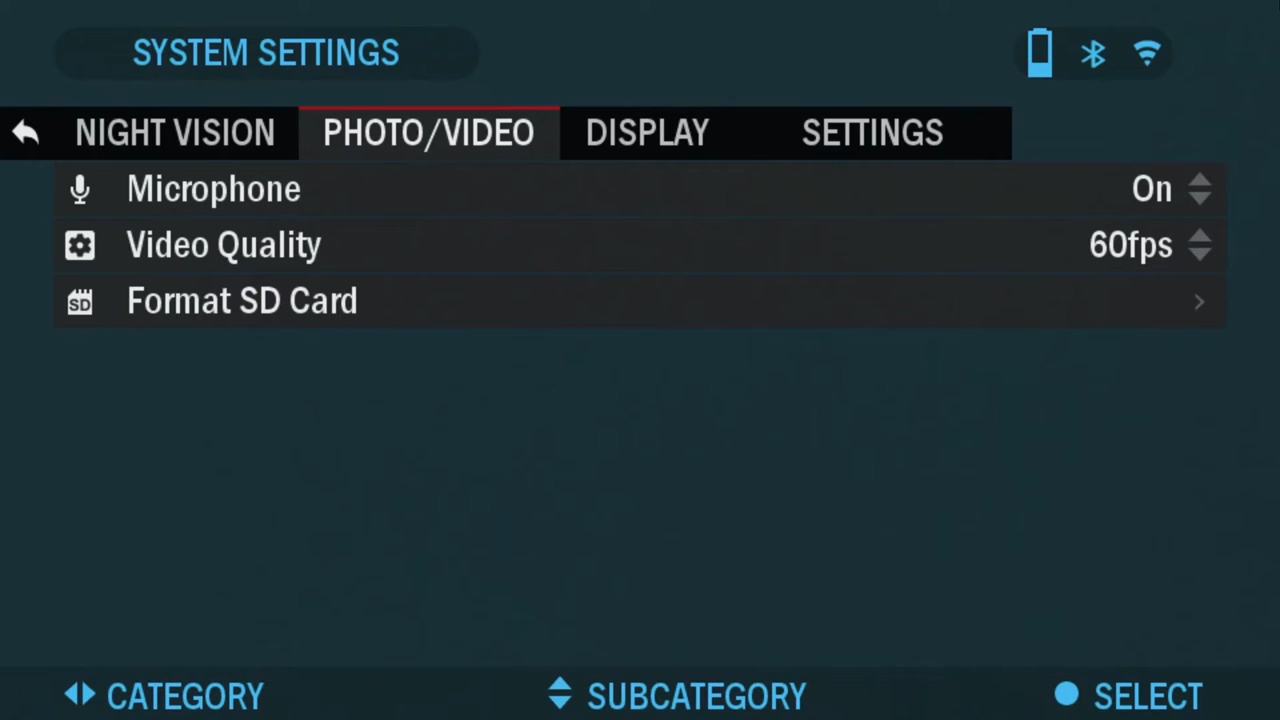 SYSTEM SETTINGS
NIGHT VISION PHOTO/VIDEO DISPLAY SETTINGS
Microphone On
Video Quality 60fps
SD Format SD Card
CATEGORY SUBCATEGORY SELECT